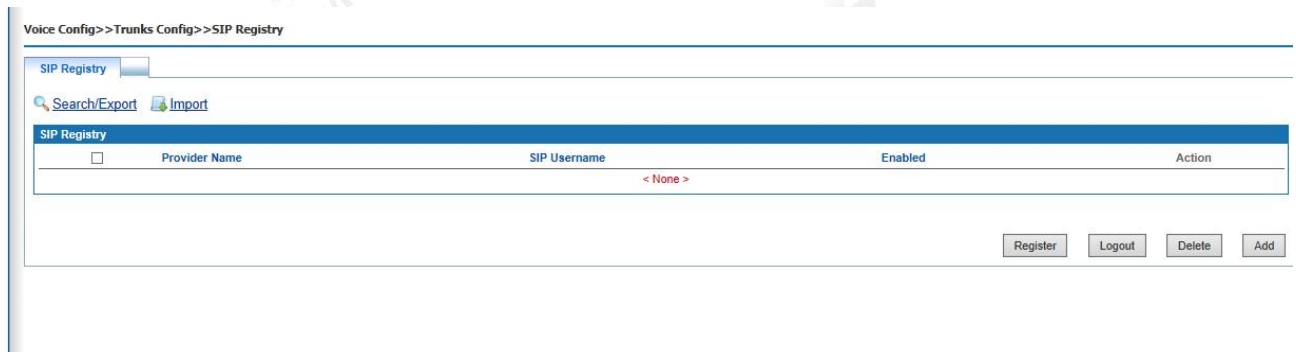 Voice Config>>Trunks Config>>SIP Registry
SIP Registry
Search/Export Import
SIP Registry
Provider Name SIP Username Enabled Action
< None >
Register Logout Delete Add